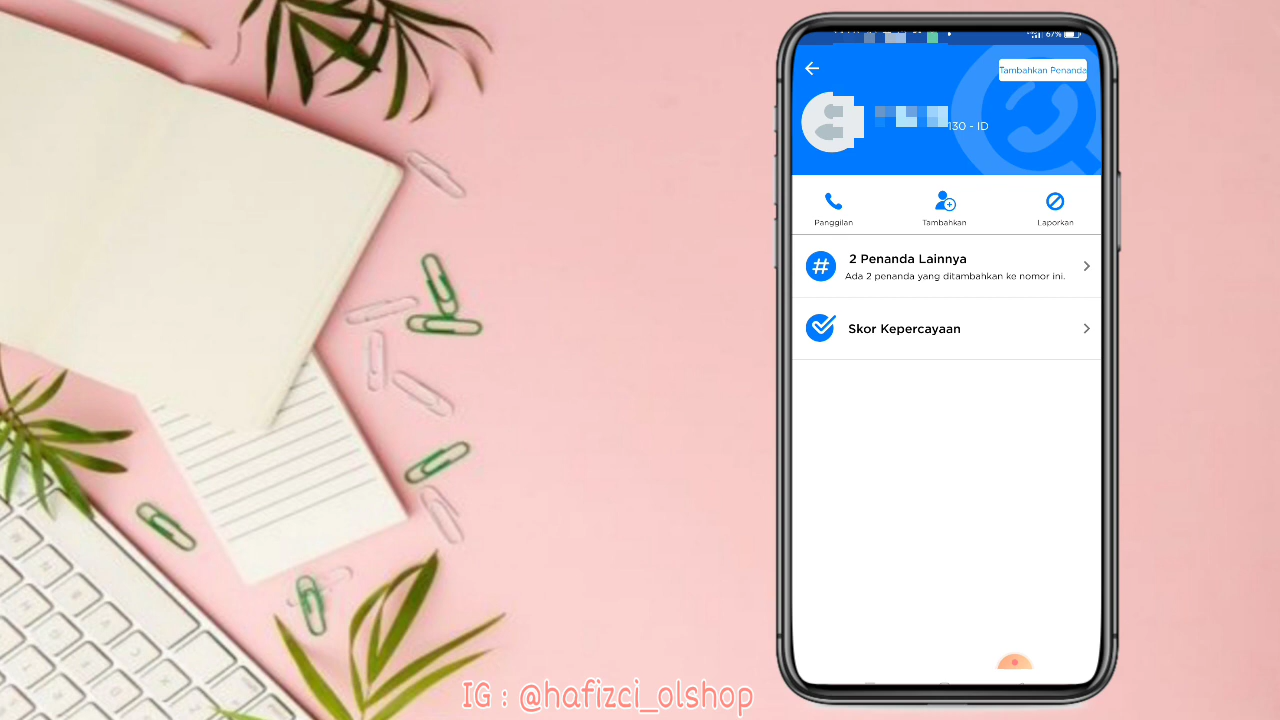 67%
Tambahkan Penanda
130 - ID
Panggilan
Tambahkan
Laporkan
#
2 Penanda Lainnya
Ada 2 penanda yang ditambahkan ke nomor ini.
Skor Kepercayaan
IG : @hafizci_olshop